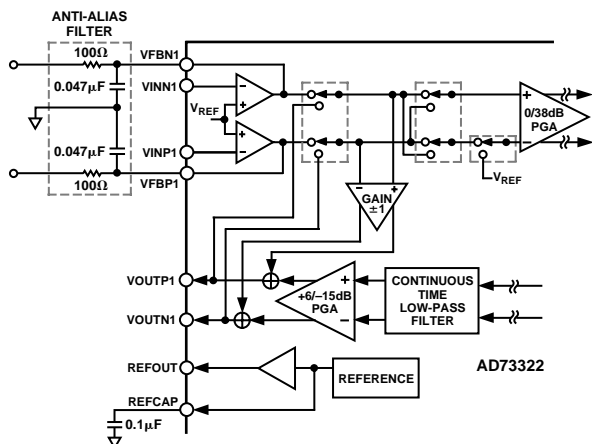 ANTI-ALIAS
FILTER
100Ω
VFBN1
0.047μF
VINN1
VREF
0/38dB
PGA
0.047μF
VINP1
100Ω
VFBP1
VREF
GAIN
±1
VOUTP1
+6/–15dB
PGA
CONTINUOUS
TIME
LOW-PASS
FILTER
VOUTN1
REFOUT
REFERENCE
AD73322
REFCAP
0.1μF